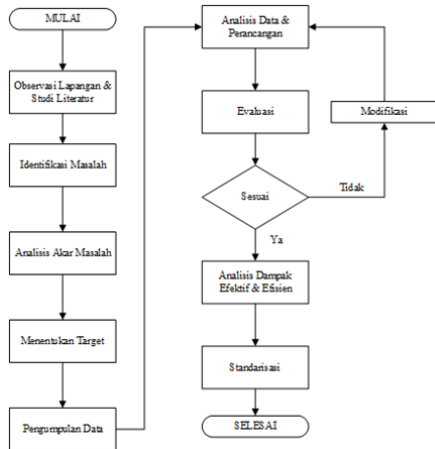 MULAI
Observasi Lapangan &
Studi Literatur
Identifikasi Masalah
Analisis Akar Masalah
Menentukan Target
Pengumpulan Data
Analisis Data &
Perancangan
Evaluasi
Modifikasi
Sesuai
Tidak
Ya
Analisis Dampak
Efektif & Efisien
Standarisasi
SELESAI